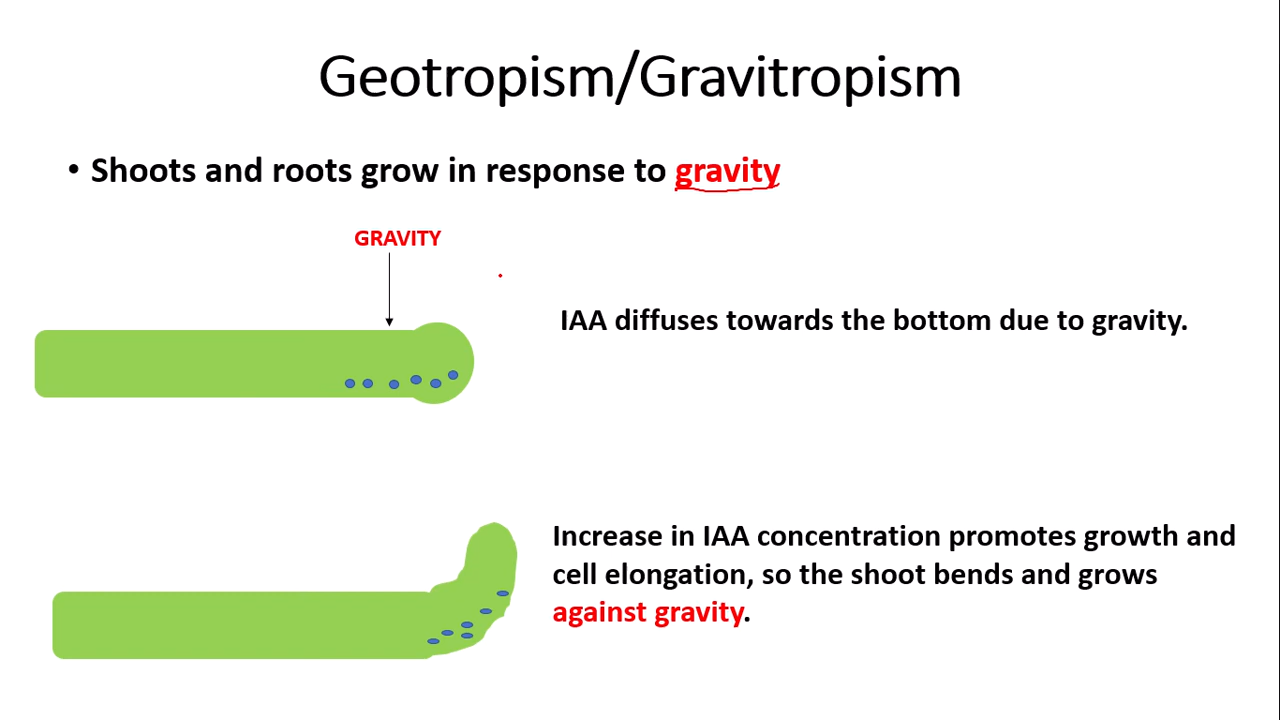 Geotropism/Gravitropism
• Shoots and roots grow in response to gravity
GRAVITY
IAA diffuses towards the bottom due to gravity.
Increase in IAA concentration promotes growth and
cell elongation, so the shoot bends and grows
against gravity.